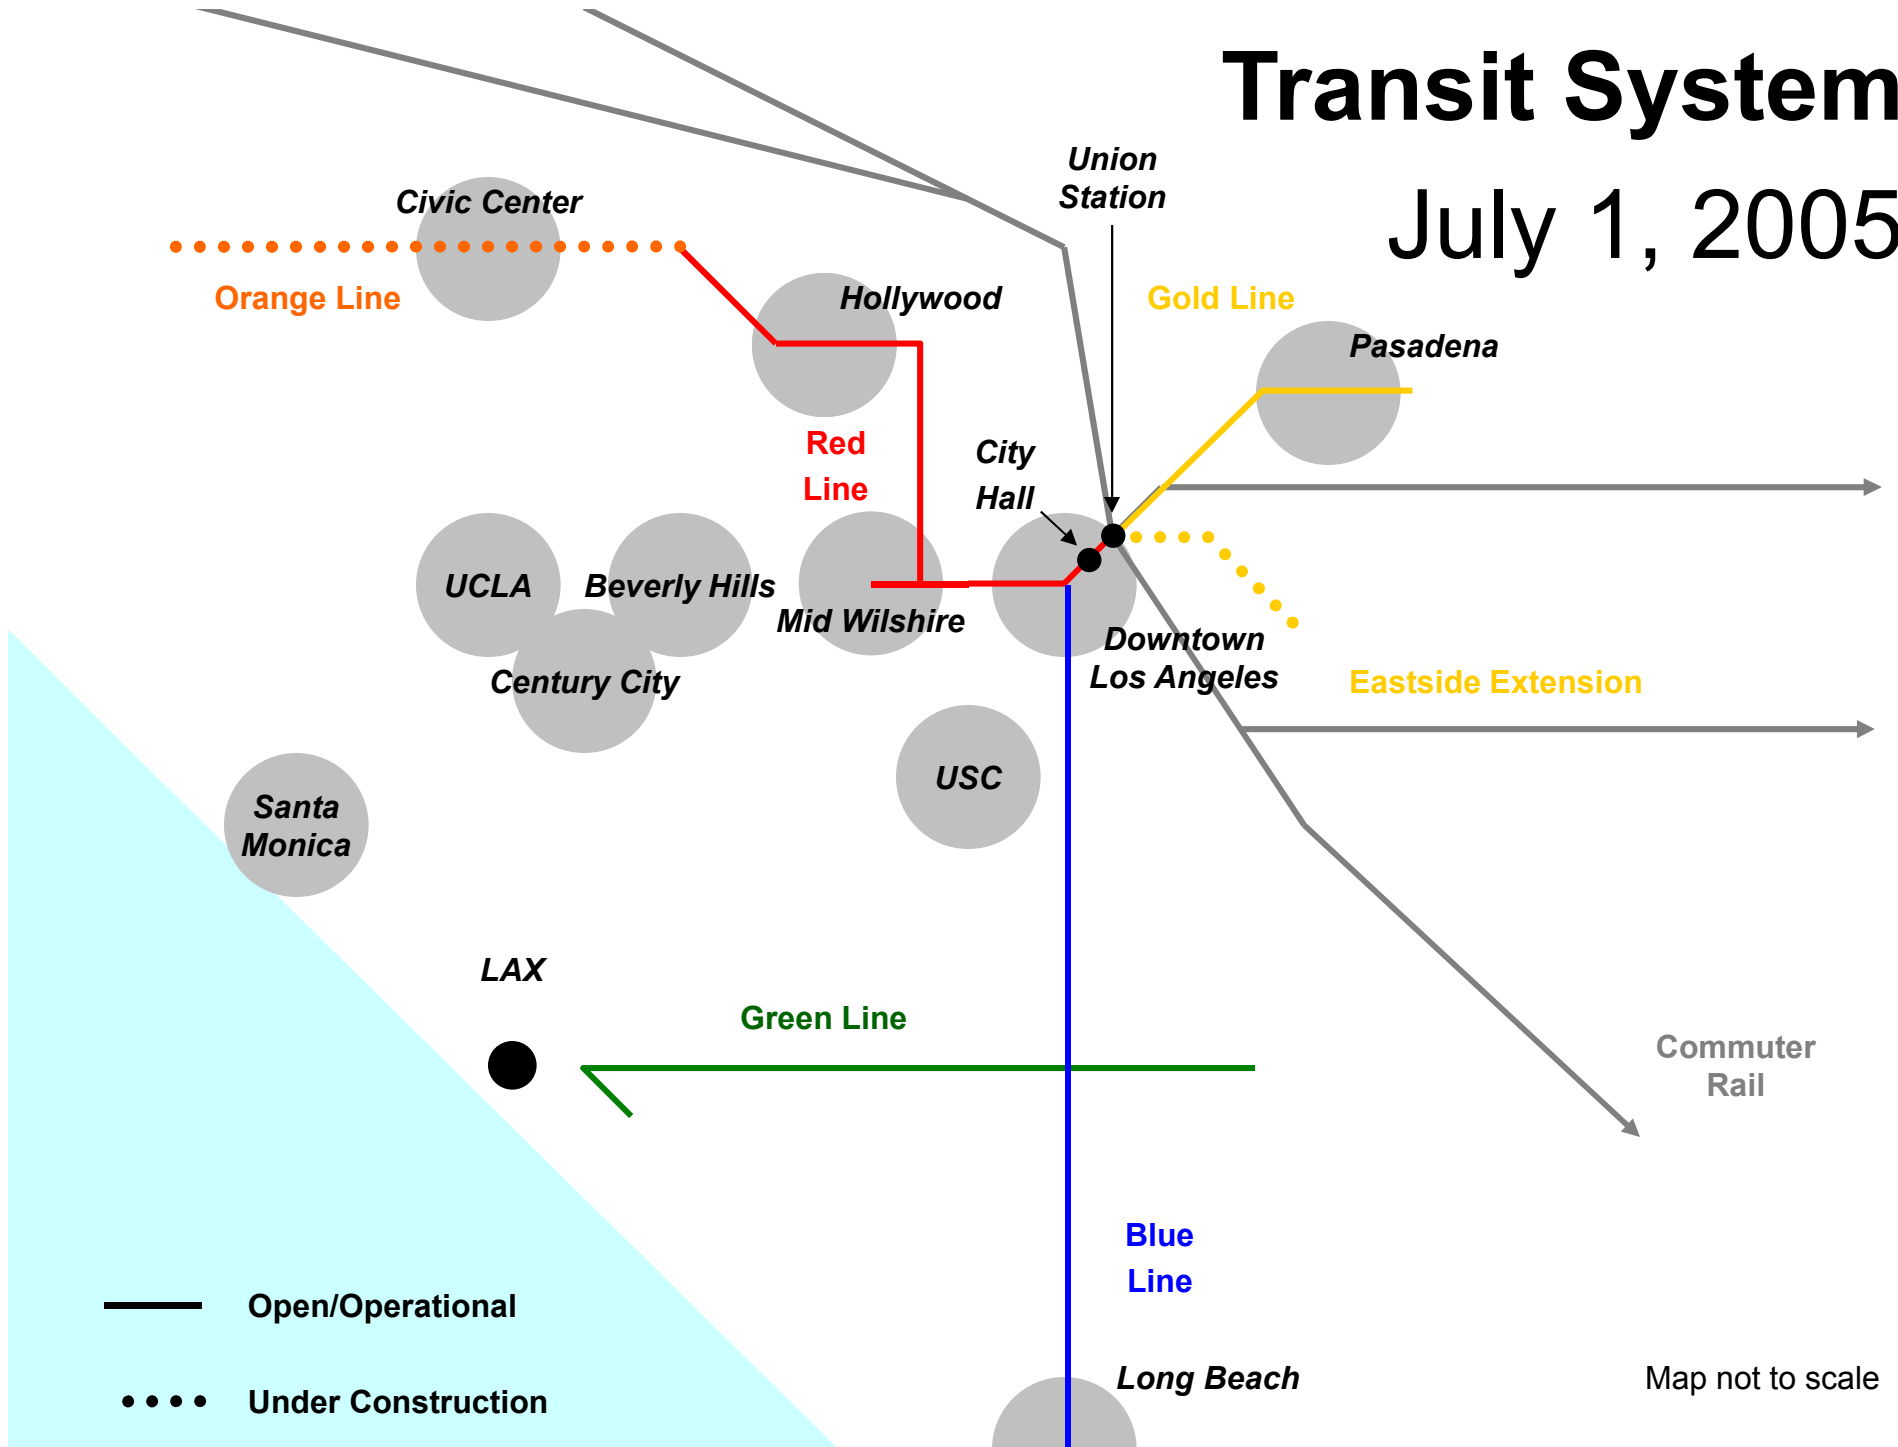 Transit System
July 1, 2005
Union
Station
Civic Center
Orange Line
Hollywood
Gold Line
Pasadena
Red
Line
City
Hall
UCLA
Beverly Hills
Mid Wilshire
Downtown
Los Angeles
Century City
Eastside Extension
USC
Santa
Monica
LAX
Green Line
Commuter
Rail
Blue
Line
Open/Operational
Long Beach
Map not to scale
Under Construction